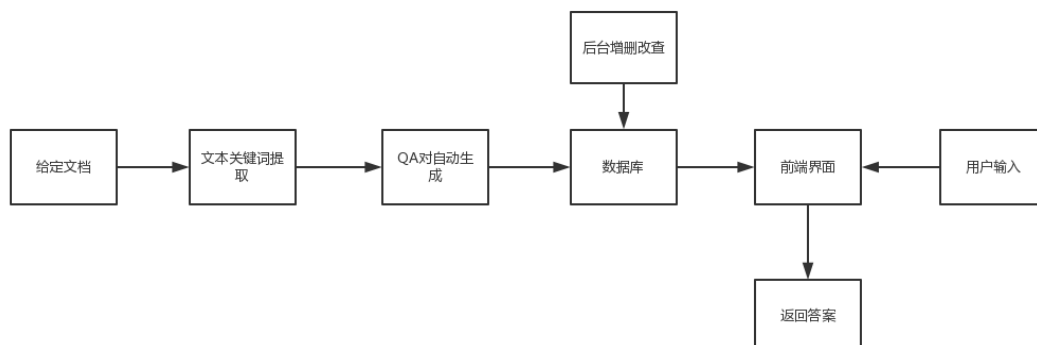 后台增删改查
给定文档
文本关键词提
取
QA对自动生
成
数据库
前端界面
用户输入
返回答案